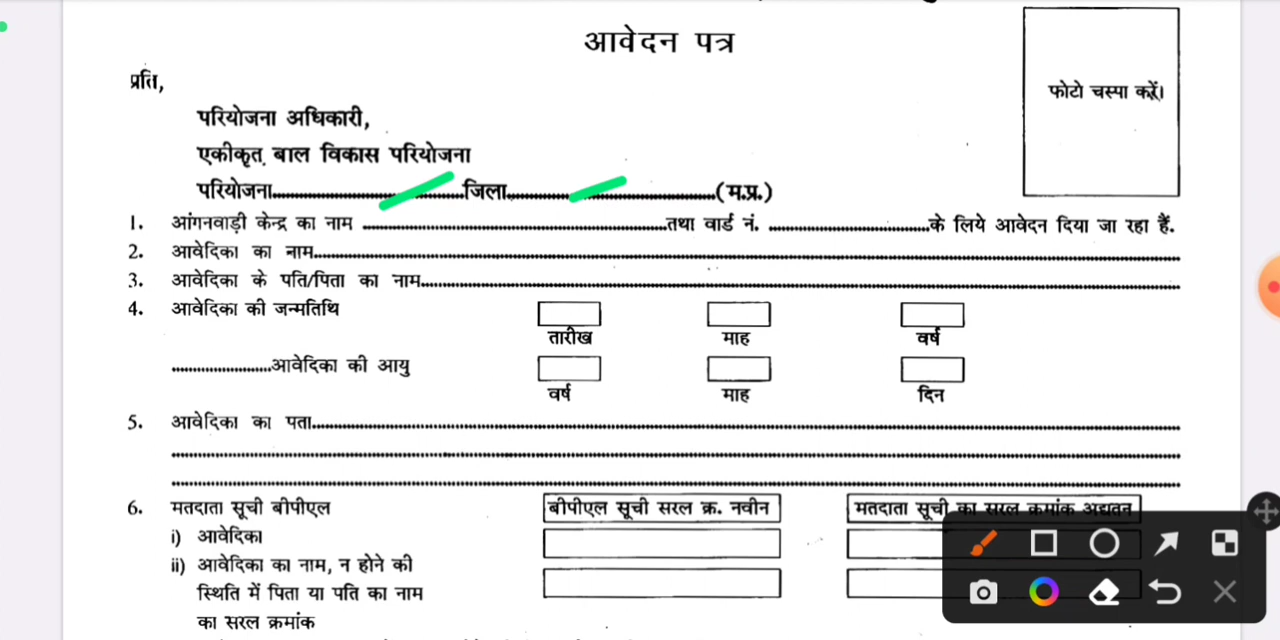 आवेदन पत्र
फोटो चस्पा करें।
प्रति,
परियोजना अधिकारी,
एकीकृत बाल विकास परियोजना
परियोजना....................जिला....................(म.प्र.)
1. आंगनवाड़ी केन्द्र का नाम ....................तथा वार्ड नं. ....................के लिये आवेदन दिया जा रहा हैं.
2. आवेदिका का नाम....................
3. आवेदिका के पति/पिता का नाम....................
4. आवेदिका की जन्मतिथि
तारीख माह वर्ष
....................आवेदिका की आयु
वर्ष माह दिन
5. आवेदिका का पता....................
6. मतदाता सूची बीपीएल बीपीएल सूची सरल क्र. नवीन मतदाता सूची का सरल क्रमांक अद्यतन
i) आवेदिका
ii) आवेदिका का नाम, न होने की
स्थिति में पिता या पति का नाम
का सरल क्रमांक